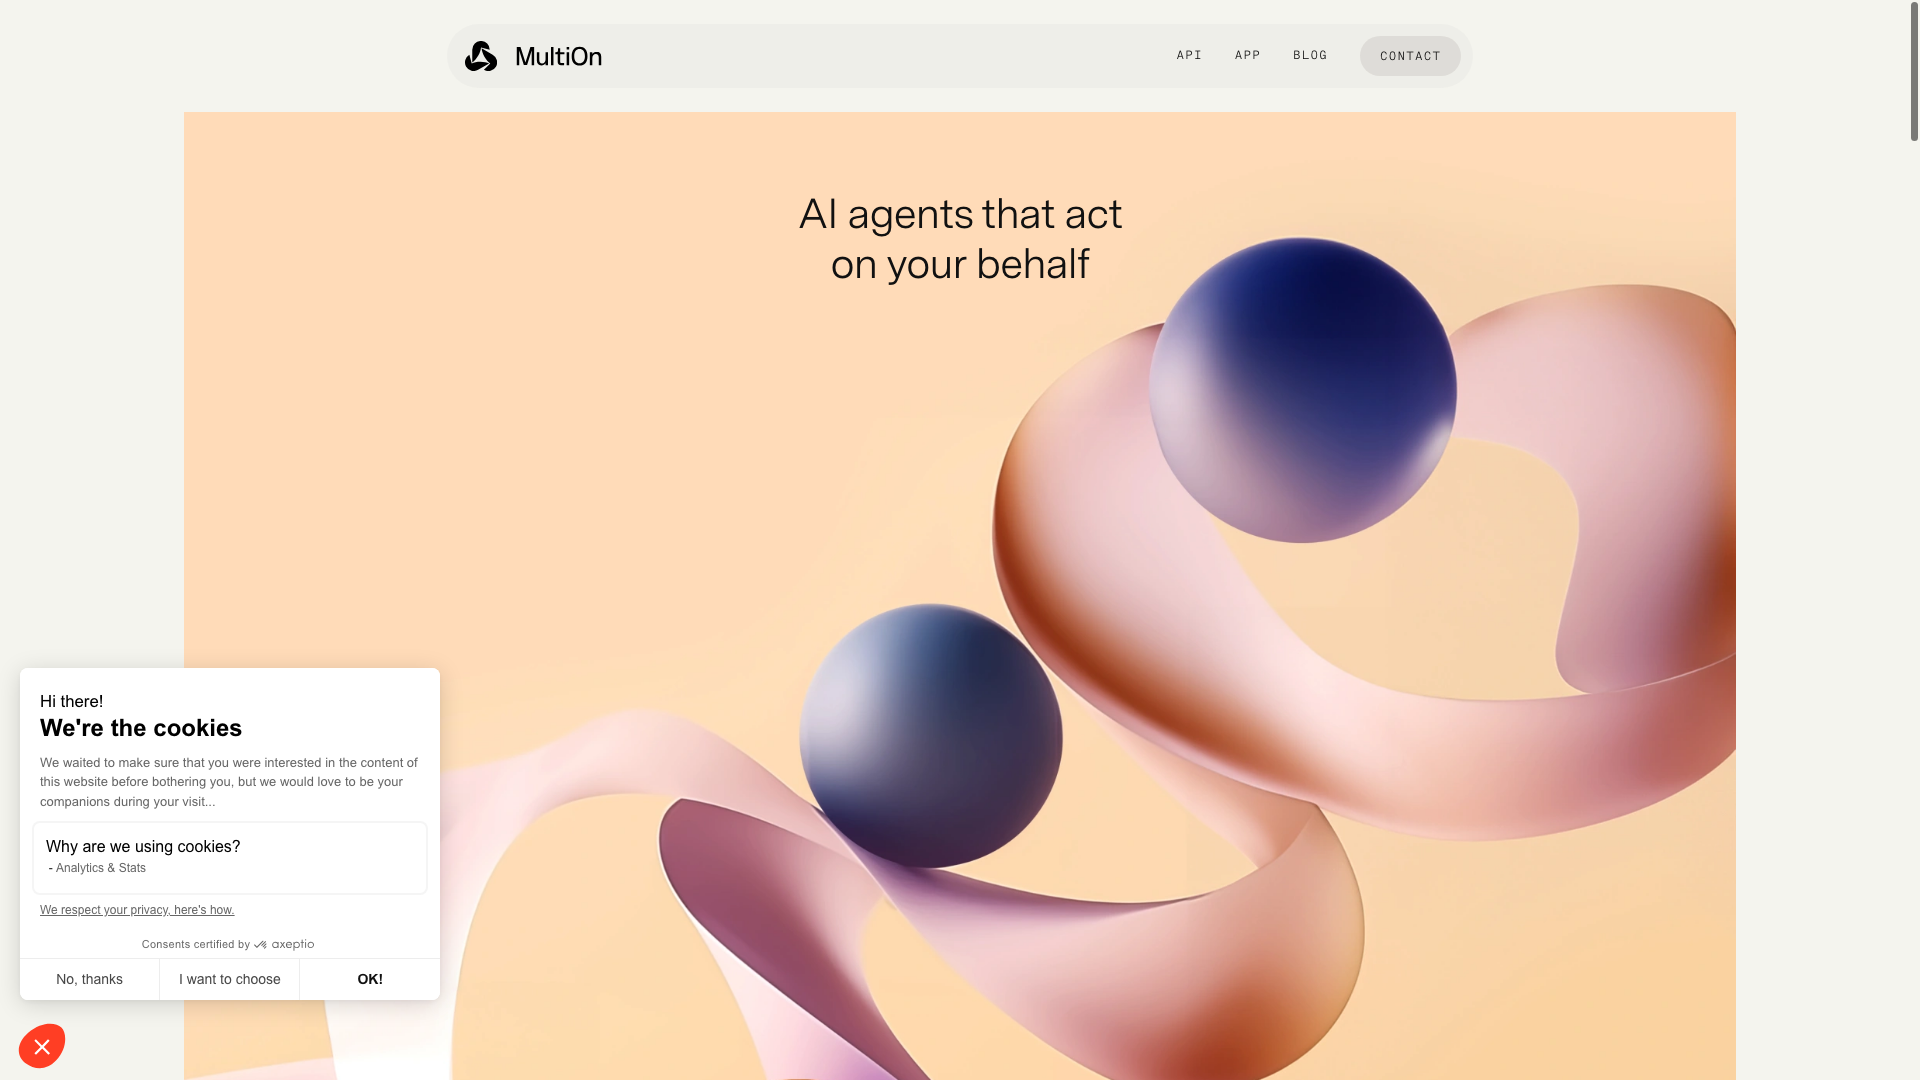 MultiOn
API
APP
BLOG
CONTACT
AI agents that act
on your behalf
Hi there!
We're the cookies
We waited to make sure that you were interested in the content of
this website before bothering you, but we would love to be your
companions during your visit...
Why are we using cookies?
- Analytics & Stats
We respect your privacy, here's how.
Consents certified by axeptio
No, thanks
I want to choose
OK!